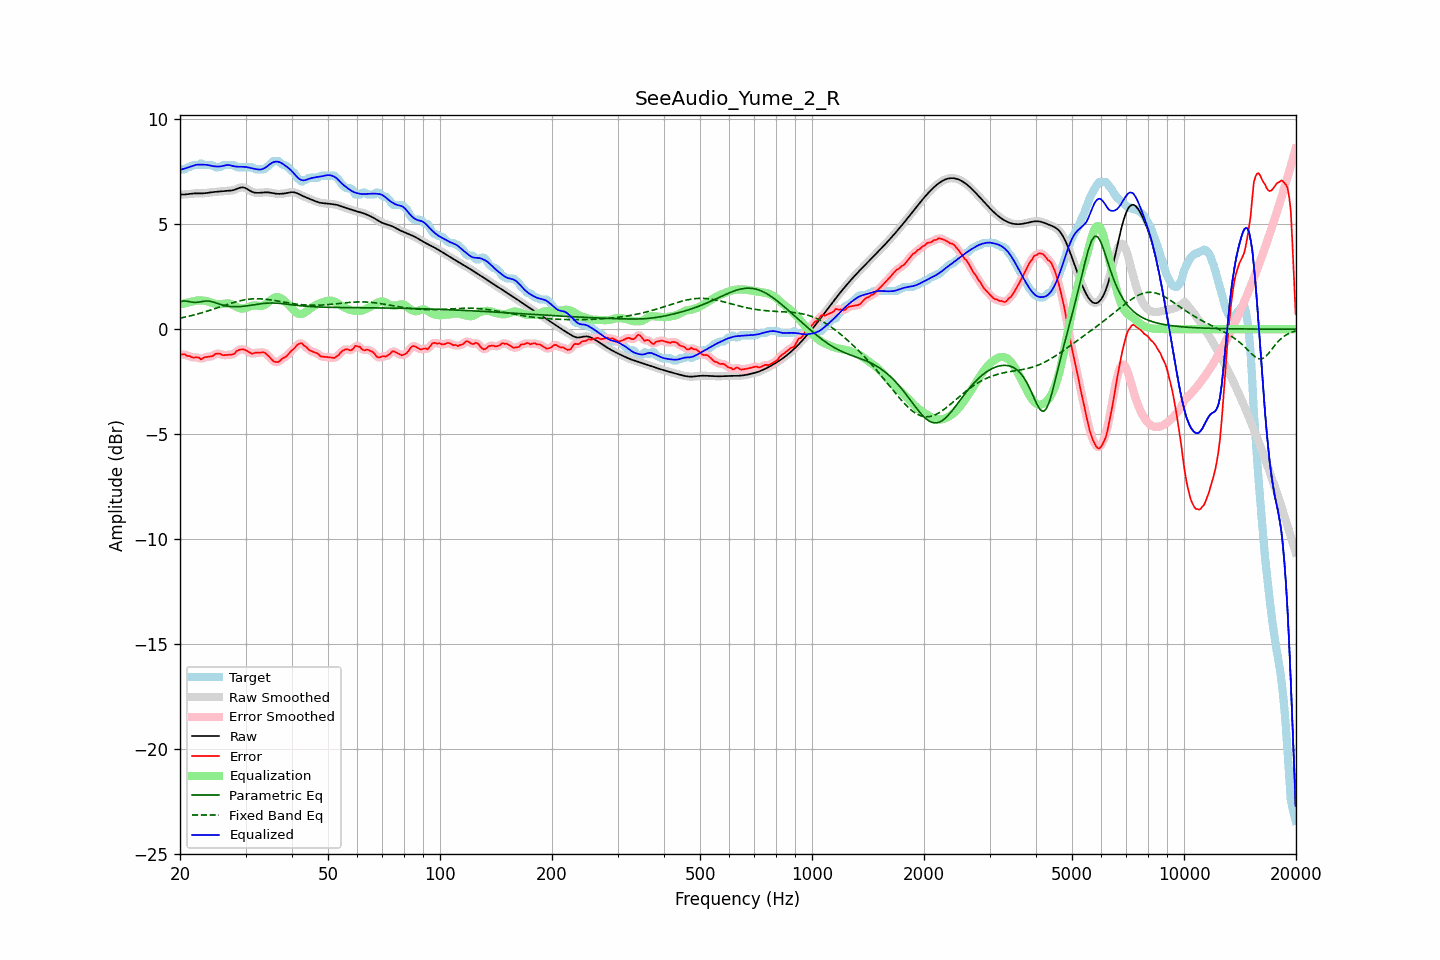 SeeAudio_Yume_2_R
Amplitude (dBr)
10
5
0
−5
−10
−15
−20
−25
Target
Raw Smoothed
Error Smoothed
Raw
Error
Equalization
Parametric Eq
Fixed Band Eq
Equalized
20 50 100 200 500 1000 2000 5000 10000 20000
Frequency (Hz)